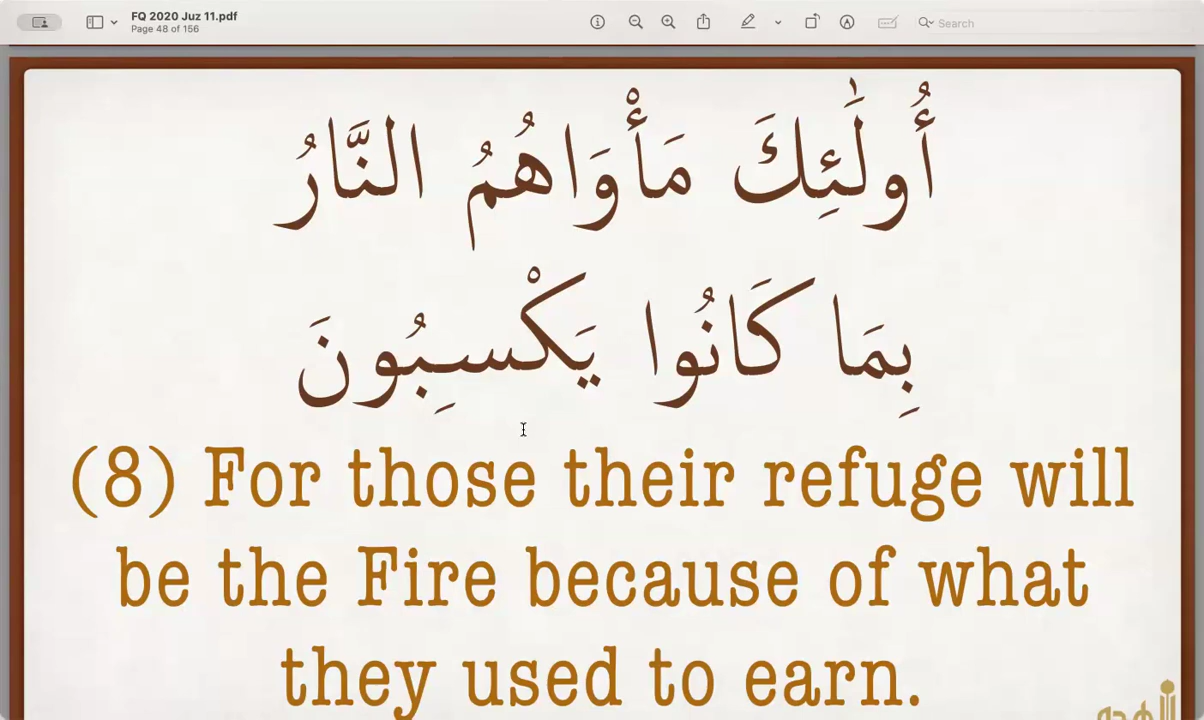 FQ 2020 Juz 11.pdf
Page 48 of 156
Search
أُولَٰئِكَ مَأْوَاهُمُ النَّارُ
بِمَا كَانُوا يَكْسِبُونَ
(8) For those their refuge will
be the Fire because of what
they used to earn.